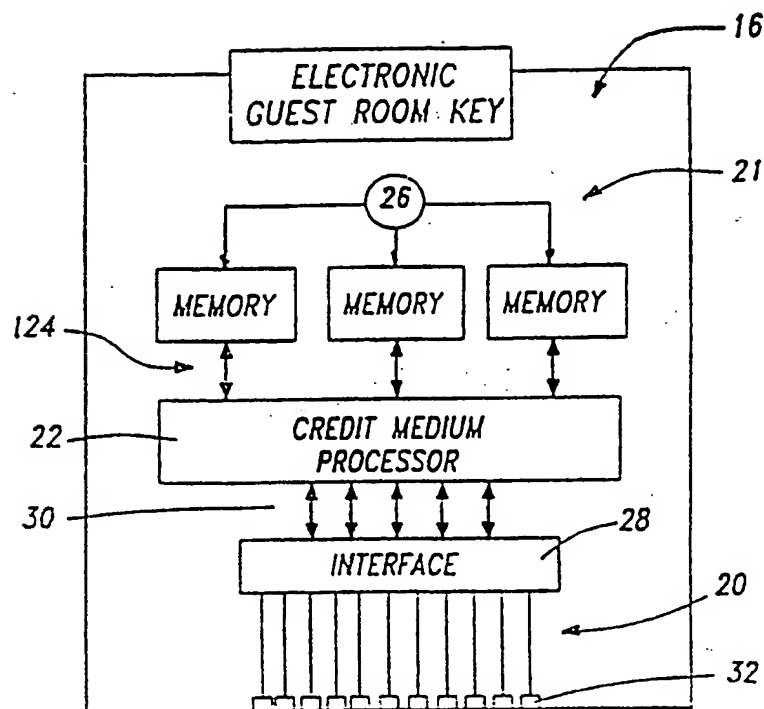 16
ELECTRONIC
GUEST ROOM KEY
21
26
MEMORY MEMORY MEMORY
124
22
CREDIT MEDIUM
PROCESSOR
30
28
INTERFACE
20
32